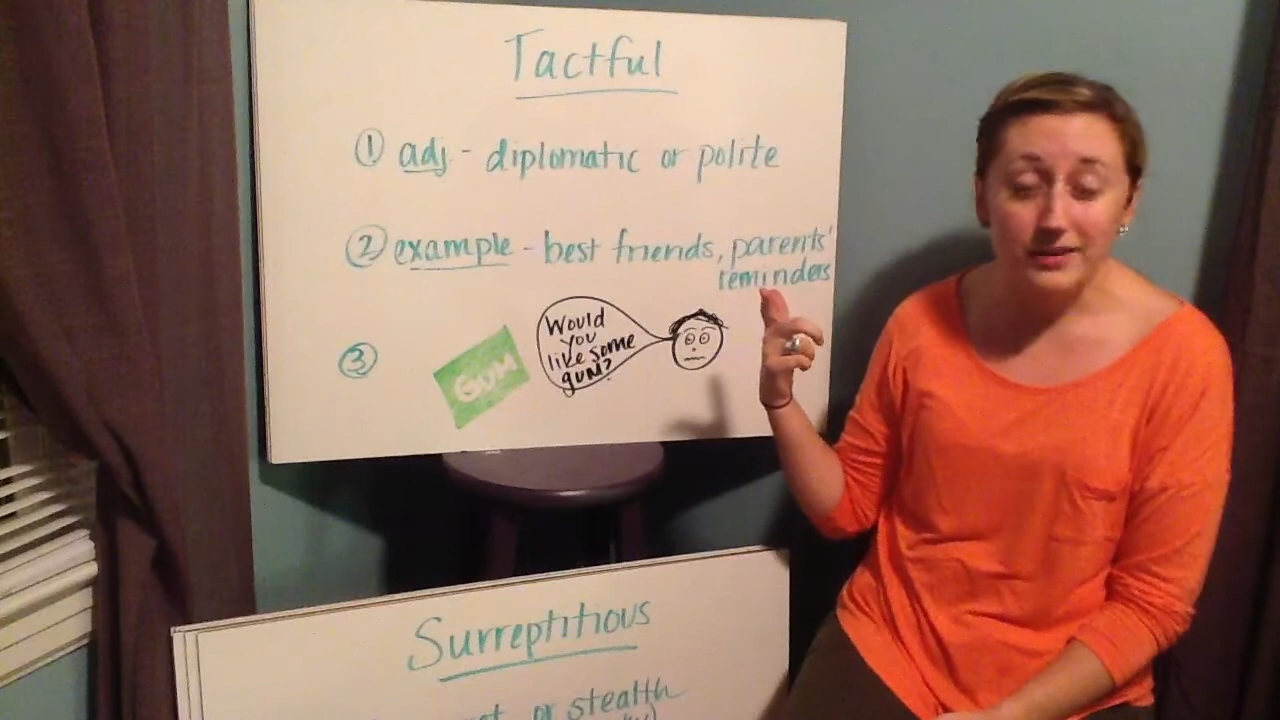 Tactful
① adj - diplomatic or polite
② example - best friends, parents'
reminders
③
GUM
Would
you
like some
gum?
Surreptitious
or stealth